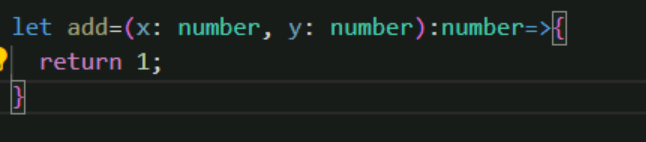 let add=(x: number, y: number):number=>{
return 1;
}